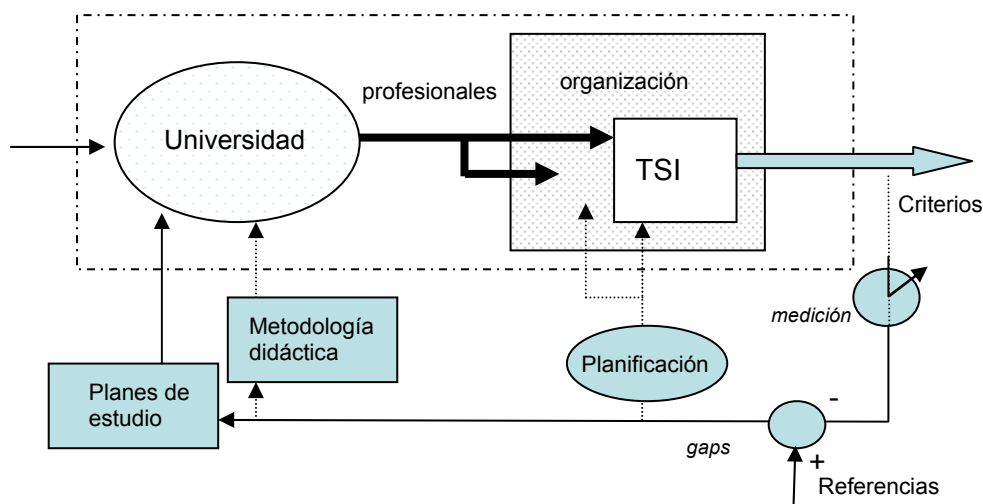 profesionales
organización
Universidad
TSI
Criterios
medición
Metodología
didáctica
Planificación
Planes de
estudio
-
gaps
+
Referencias